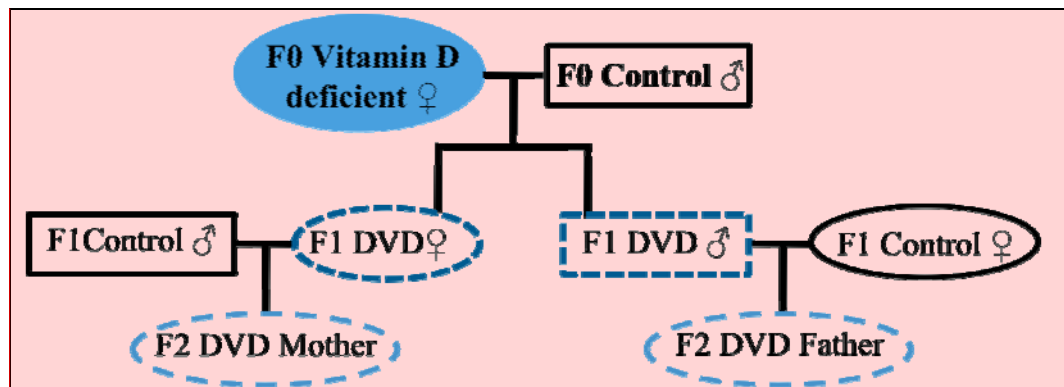 F0 Vitamin D
deficient ♀
F0 Control ♂
F1Control ♂
F1 DVD♀
F1 DVD ♂
F1 Control ♀
F2 DVD Mother
F2 DVD Father